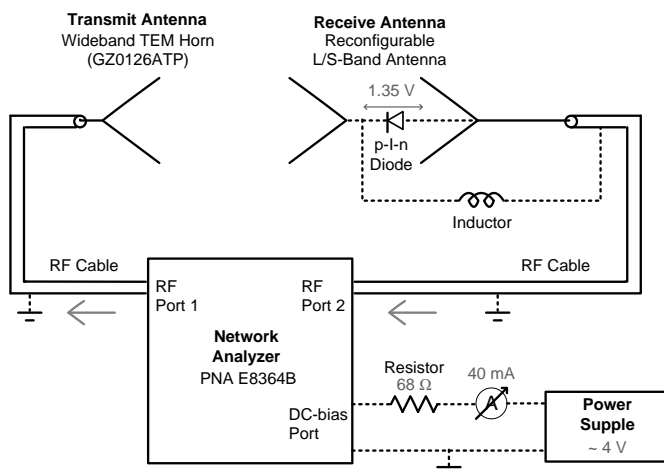 Transmit Antenna
Wideband TEM Horn
(GZ0126ATP)
Receive Antenna
Reconfigurable
L/S-Band Antenna
1.35 V
p-I-n
Diode
Inductor
RF Cable
RF Cable
RF
Port 1
RF
Port 2
Network
Analyzer
PNA E8364B
DC-bias
Port
Resistor
68 Ω
40 mA
A
Power
Supple
~ 4 V